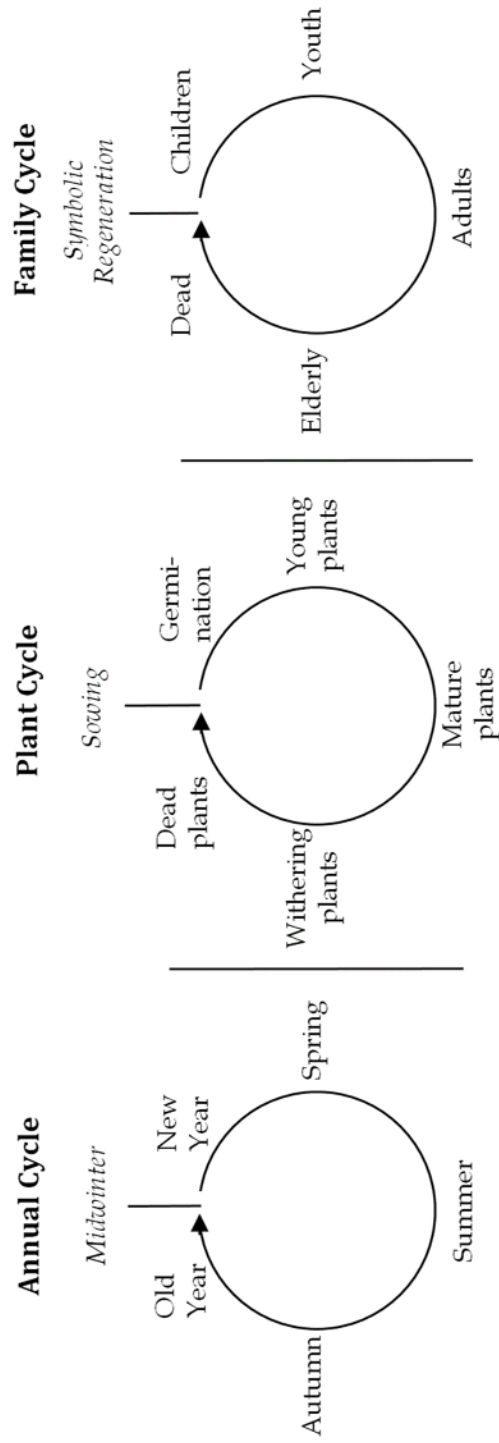 Annual Cycle
Midwinter
Old
Year
New
Year
Spring
Summer
Autumn
Plant Cycle
Sowing
Dead
plants
Germi-
nation
Young
plants
Mature
plants
Withering
plants
Family Cycle
Symbolic
Regeneration
Dead
Children
Youth
Adults
Elderly